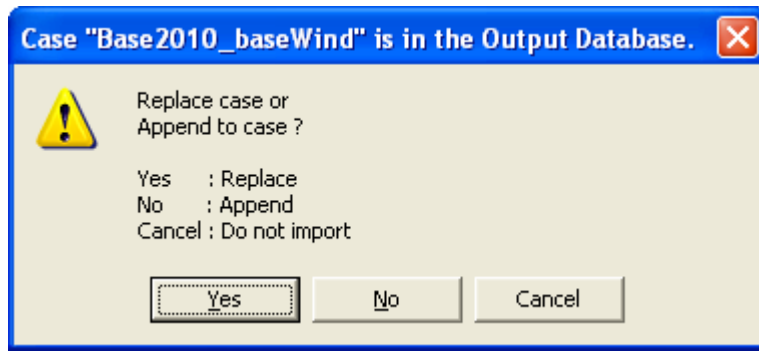 Case "Base2010_baseWind" is in the Output Database.
Replace case or
Append to case ?
Yes : Replace
No : Append
Cancel : Do not import
Yes No Cancel